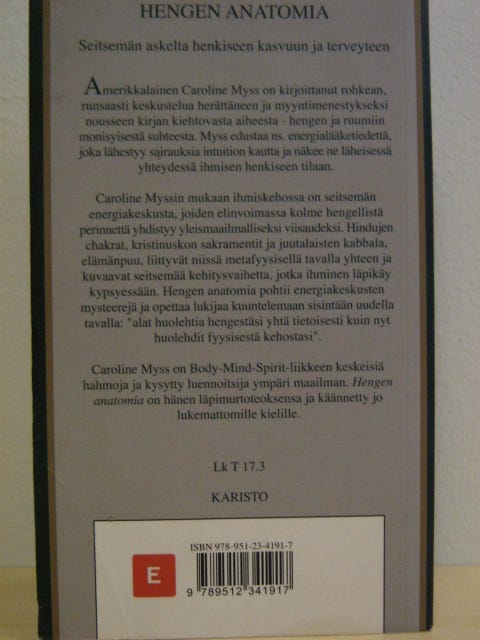 HENGEN ANATOMIA
Seitsemän askelta henkiseen kasvuun ja terveyteen
Amerikkalainen Caroline Myss on kirjoittanut rohkean,
runsaasti keskustelua herättäneen ja myyntimenestykseksi
nousseen kirjan kiehtovasta aiheesta - hengen ja ruumiin
monisyisestä suhteesta. Myss edustaa ns. energialääketiedettä,
joka lähestyy sairauksia intuition kautta ja näkee ne läheisessä
yhteydessä ihmisen henkiseen tilaan.
Caroline Myssin mukaan ihmiskehossa on seitsemän
energiakeskusta, joiden elinvoimassa kolme hengellistä
perinnettä yhdistyy yleismaailmalliseksi viisaudeksi. Hindujen
chakrat, kristinuskon sakramentit ja juutalaisten kabbala,
elämänpuu, liittyvät niissä metafyysisellä tavalla yhteen ja
kuvaavat seitsemää kehitysvaihetta, jotka ihminen läpikäy
kypsyessään. Hengen anatomia pohtii energiakeskusten
mysteerejä ja opettaa lukijaa kuuntelemaan sisintään uudella
tavalla: "alat huolehtia hengestäsi yhtä tietoisesti kuin nyt
huolehdit fyysisestä kehostasi".
Caroline Myss on Body-Mind-Spirit-liikkeen keskeisiä
hahmoja ja kysytty luennoitsija ympäri maailman. Hengen
anatomia on hänen läpimurtoteoksensa ja käännetty jo
lukemattomille kielille.
Lk T 17.3
KARISTO
ISBN 978-951-23-4191-7
E
9 789512 341917